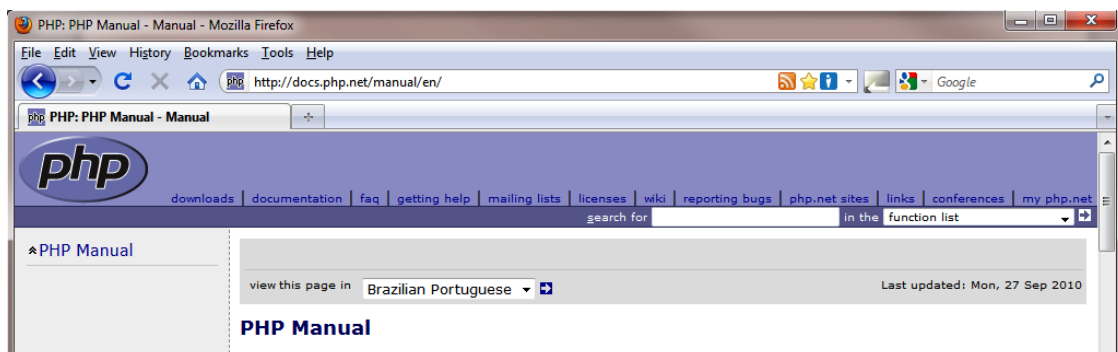 PHP: PHP Manual - Manual - Mozilla Firefox
File Edit View History Bookmarks Tools Help
php http://docs.php.net/manual/en/ Google
php PHP: PHP Manual - Manual
php
downloads | documentation | faq | getting help | mailing lists | licenses | wiki | reporting bugs | php.net sites | links | conferences | my php.net
search for in the function list
PHP Manual
view this page in Brazilian Portuguese Last updated: Mon, 27 Sep 2010
PHP Manual